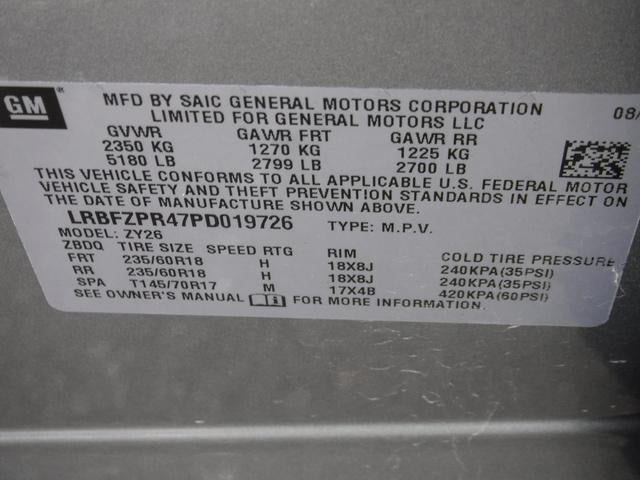 GM ®
MFD BY SAIC GENERAL MOTORS CORPORATION 08/
LIMITED FOR GENERAL MOTORS LLC
GVWR GAWR FRT GAWR RR
2350 KG 1270 KG 1225 KG
5180 LB 2799 LB 2700 LB
THIS VEHICLE CONFORMS TO ALL APPLICABLE U.S. FEDERAL MOTOR
VEHICLE SAFETY AND THEFT PREVENTION STANDARDS IN EFFECT ON
THE DATE OF MANUFACTURE SHOWN ABOVE.
LRBFZPR47PD019726 TYPE: M.P.V.
MODEL: ZY26
ZBDQ TIRE SIZE SPEED RTG RIM COLD TIRE PRESSURE
FRT 235/60R18 H 18X8J 240KPA(35PSI)
RR 235/60R18 H 18X8J 240KPA(35PSI)
SPA T145/70R17 M 17X4B 420KPA(60PSI)
SEE OWNER'S MANUAL FOR MORE INFORMATION.